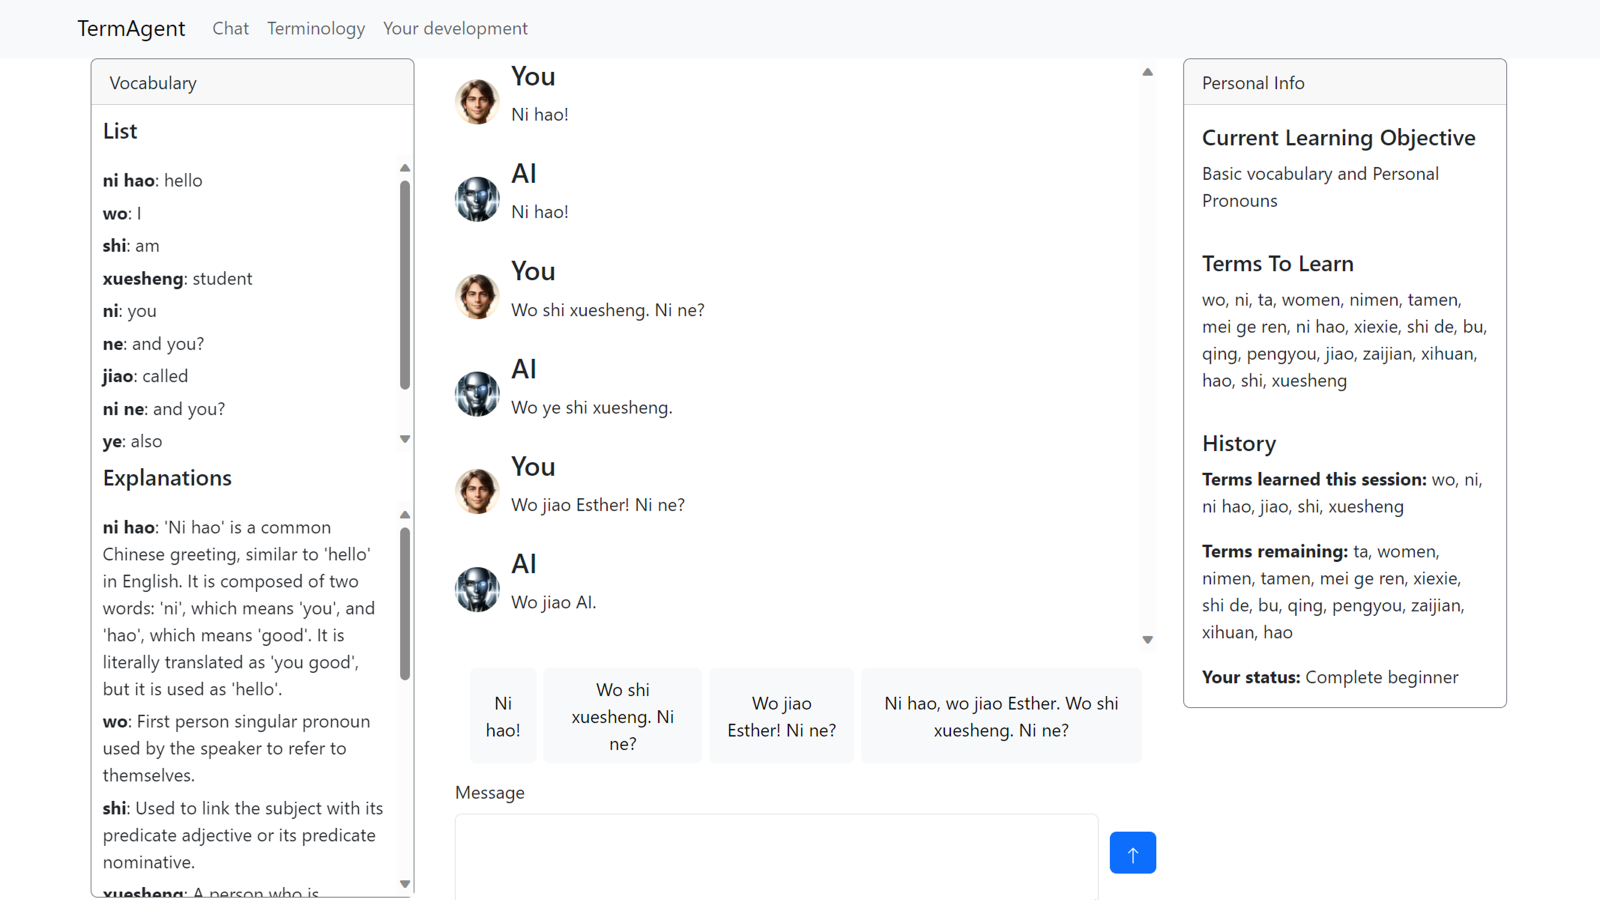 TermAgent Chat Terminology Your development
Vocabulary
List
ni hao: hello
wo: I
shi: am
xuesheng: student
ni: you
ne: and you?
jiao: called
ni ne: and you?
ye: also
Explanations
ni hao: 'Ni hao' is a common
Chinese greeting, similar to 'hello'
in English. It is composed of two
words: 'ni', which means 'you', and
'hao', which means 'good'. It is
literally translated as 'you good',
but it is used as 'hello'.
wo: First person singular pronoun
used by the speaker to refer to
themselves.
shi: Used to link the subject with its
predicate adjective or its predicate
nominative.
xuesheng: A person who is
You
Ni hao!
AI
Ni hao!
You
Wo shi xuesheng. Ni ne?
AI
Wo ye shi xuesheng.
You
Wo jiao Esther! Ni ne?
AI
Wo jiao AI.
Ni
hao!
Wo shi
xuesheng. Ni
ne?
Wo jiao
Esther! Ni ne?
Ni hao, wo jiao Esther. Wo shi
xuesheng. Ni ne?
Message
Personal Info
Current Learning Objective
Basic vocabulary and Personal
Pronouns
Terms To Learn
wo, ni, ta, women, nimen, tamen,
mei ge ren, ni hao, xiexie, shi de, bu,
qing, pengyou, jiao, zaijian, xihuan,
hao, shi, xuesheng
History
Terms learned this session: wo, ni,
ni hao, jiao, shi, xuesheng
Terms remaining: ta, women,
nimen, tamen, mei ge ren, xiexie,
shi de, bu, qing, pengyou, zaijian,
xihuan, hao
Your status: Complete beginner